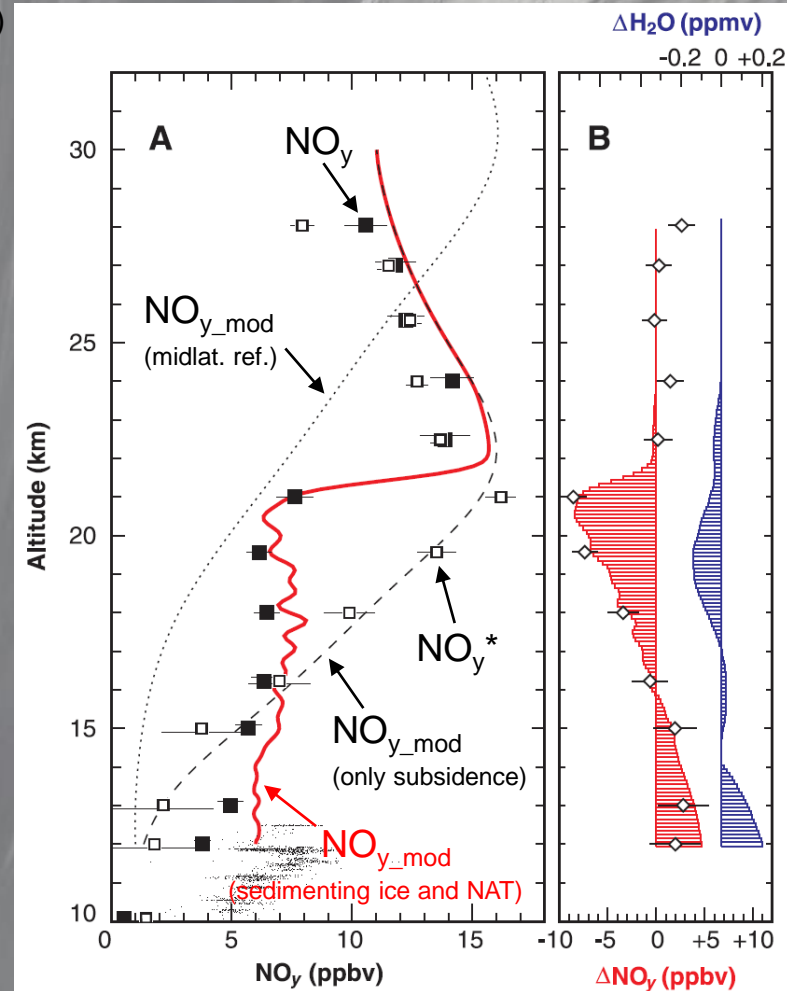 )
ΔH₂O (ppmv)
-0.2 0 +0.2
A
B
NOy
NOy_mod
(midlat. ref.)
NOy*
NOy_mod
(only subsidence)
NOy_mod
(sedimenting ice and NAT)
Altitude (km)
30
25
20
15
10
0 5 10 15
NOy (ppbv)
-10 -5 0 +5 +10
ΔNOy (ppbv)